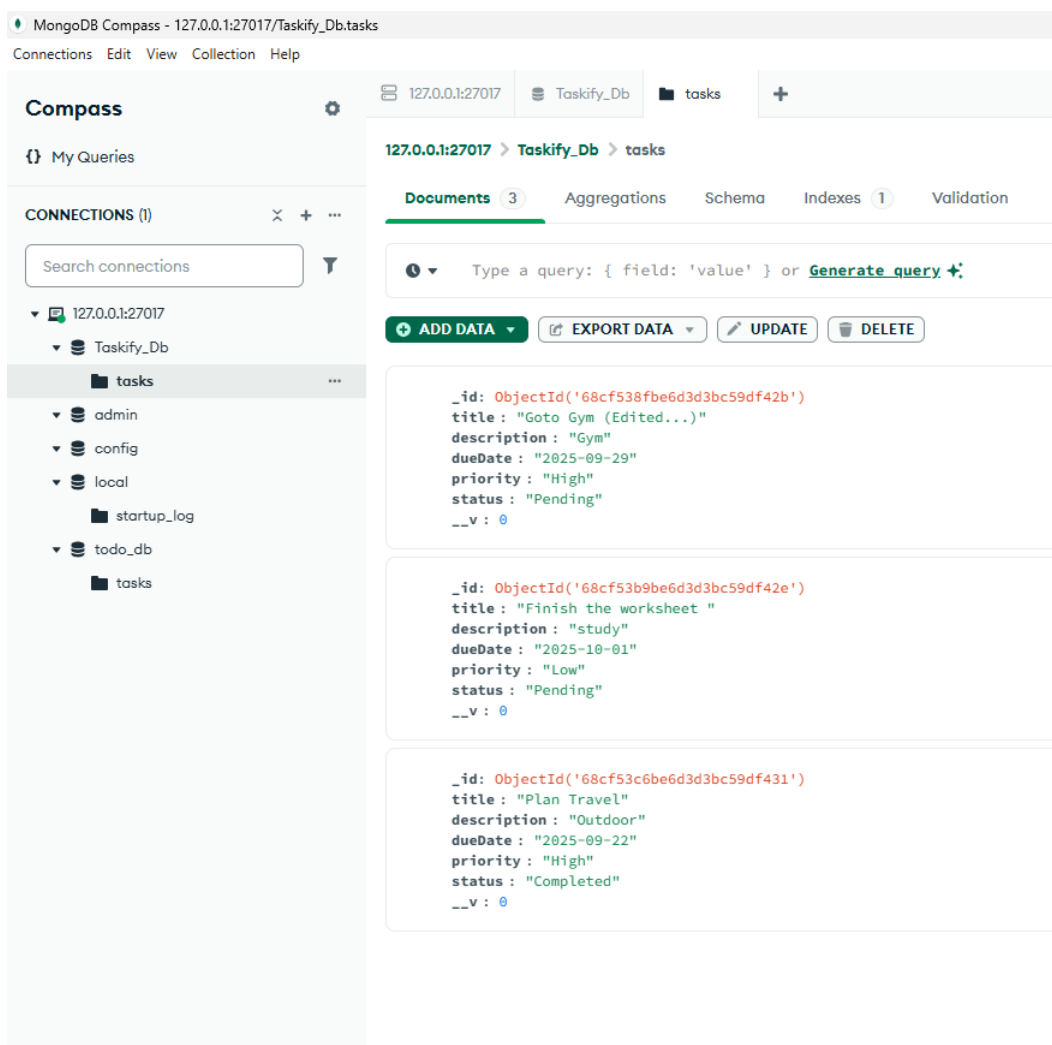 MongoDB Compass - 127.0.0.1:27017/Taskify_Db.tasks
Connections Edit View Collection Help
Compass
{} My Queries
CONNECTIONS (1)
Search connections
127.0.0.1:27017
Taskify_Db
tasks
admin
config
local
startup_log
todo_db
tasks
127.0.0.1:27017 Taskify_Db tasks
127.0.0.1:27017 > Taskify_Db > tasks
Documents 3 Aggregations Schema Indexes 1 Validation
Type a query: { field: 'value' } or Generate query
ADD DATA EXPORT DATA UPDATE DELETE
_id: ObjectId('68cf538fbe6d3d3bc59df42b')
title : "Goto Gym (Edited...)"
description : "Gym"
dueDate : "2025-09-29"
priority : "High"
status : "Pending"
__v : 0
_id: ObjectId('68cf53b9be6d3d3bc59df42e')
title : "Finish the worksheet "
description : "study"
dueDate : "2025-10-01"
priority : "Low"
status : "Pending"
__v : 0
_id: ObjectId('68cf53c6be6d3d3bc59df431')
title : "Plan Travel"
description : "Outdoor"
dueDate : "2025-09-22"
priority : "High"
status : "Completed"
__v : 0